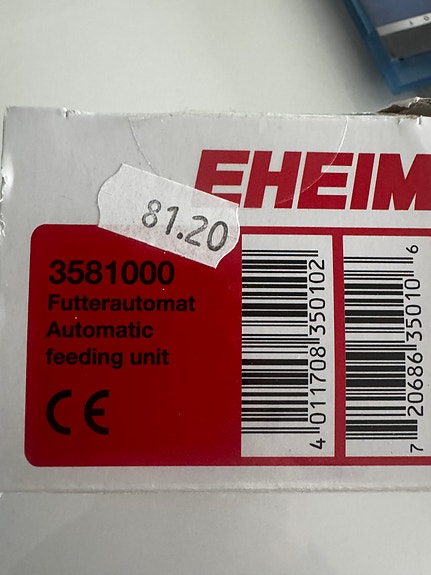 EHEIM
81.20
3581000
Futterautomat
Automatic
feeding unit
CE
4 011708 350102
7 20686 35010 6